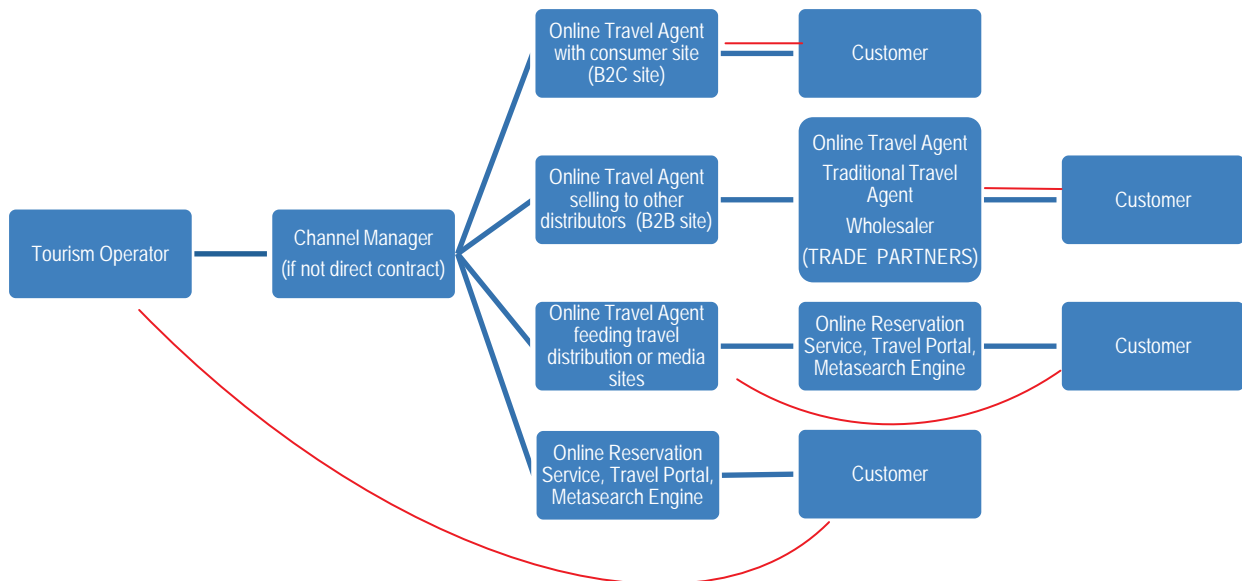 Tourism Operator
Channel Manager
(if not direct contract)
Online Travel Agent
with consumer site
(B2C site)
Customer
Online Travel Agent
selling to other
distributors (B2B site)
Online Travel Agent
Traditional Travel
Agent
Wholesaler
(TRADE PARTNERS)
Customer
Online Travel Agent
feeding travel
distribution or media
sites
Online Reservation
Service, Travel Portal,
Metasearch Engine
Customer
Online Reservation
Service, Travel Portal,
Metasearch Engine
Customer